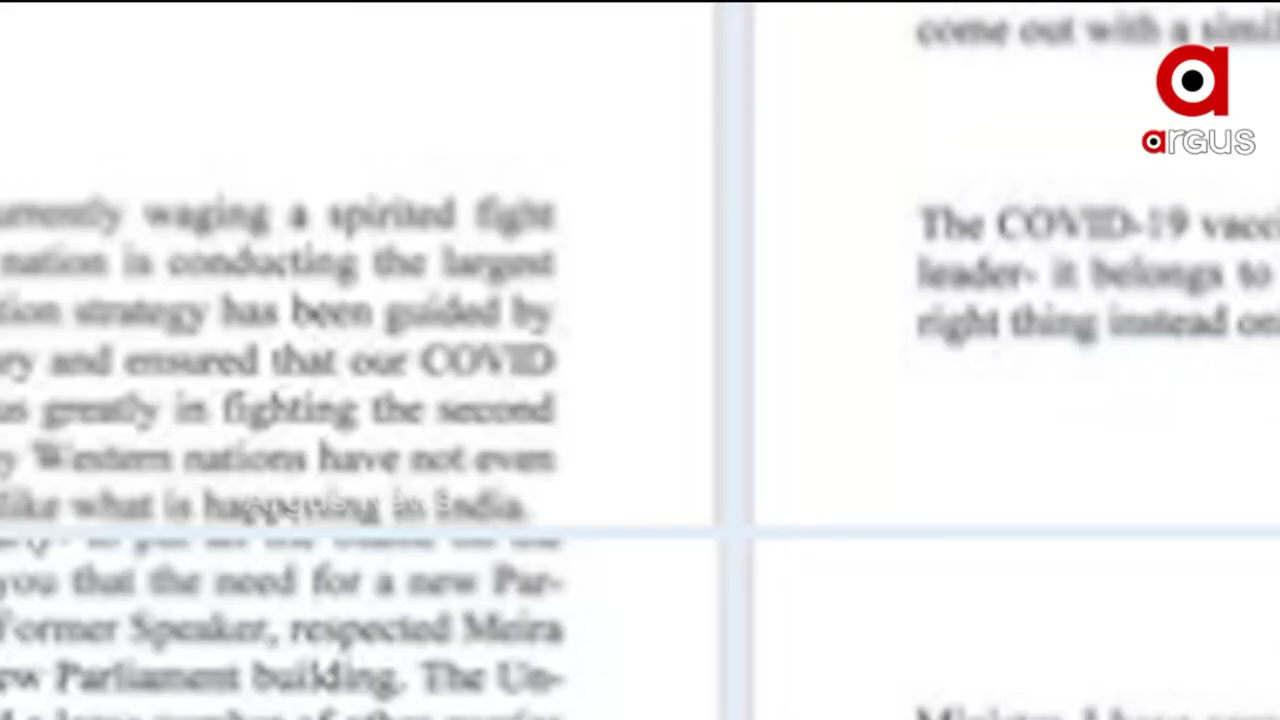 urrently waging a spirited fight
nation is conducting the largest
tion strategy has been guided by
ry and ensured that our COVID
us greatly in fighting the second
y Western nations have not even
like what is happening in India.
you that the need for a new Par-
Former Speaker, respected Meira
ew Parliament building. The Un-
come out with a simil
argus
The COVID-19 vacci
leader- it belongs to
right thing instead on